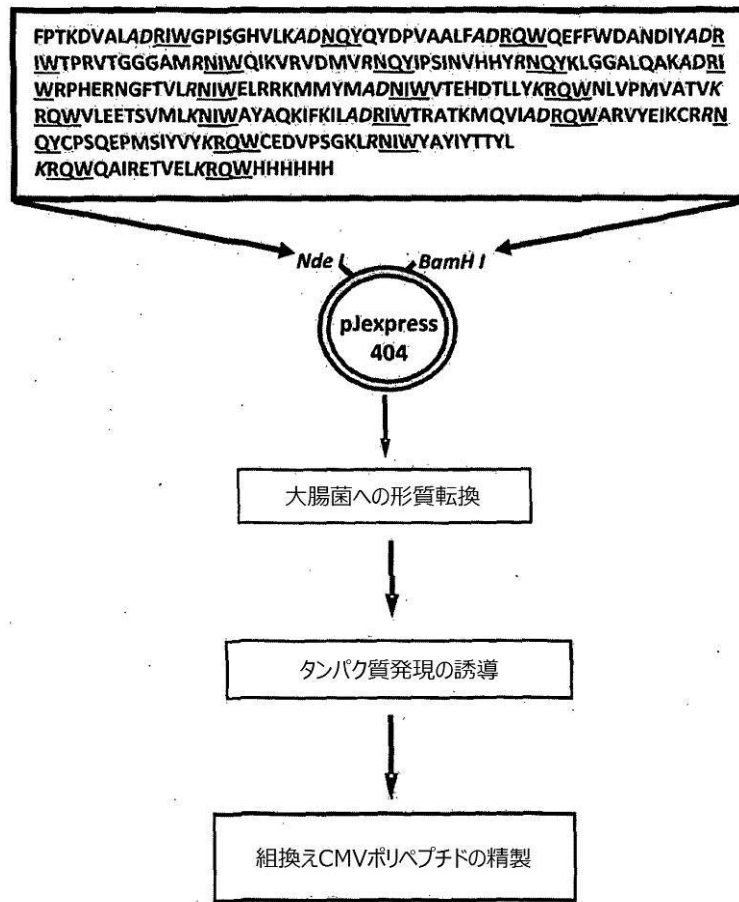 FPTKDVALADRIWGPISGHVLKADNQYQYDPVAALFADRQWQEFFWDANDIYADR
IWTPRVTGGGAMRNIWQIKVRVDMVRNQYIPSINVHHYRNQYKLGGALQAKADRI
WRPHERNGFTVLRNIWELRRKMMYMADNIWVTEHDTLLYKRQWNLVPMVATVK
RQWVLEETSVMLKNIWAYAQKIFKILADRIWTRATKMQVIADRQWARVYEIKCRRN
QYCPSQEPMSIYVYKRQWCEDVPSGKLRNIWYAYIYTTYL
KRQWQAIRETVELKRQWHHHHHH
Nde I
BamH I
pJexpress
404
大腸菌への形質転換
タンパク質発現の誘導
組換えCMVポリペプチドの精製